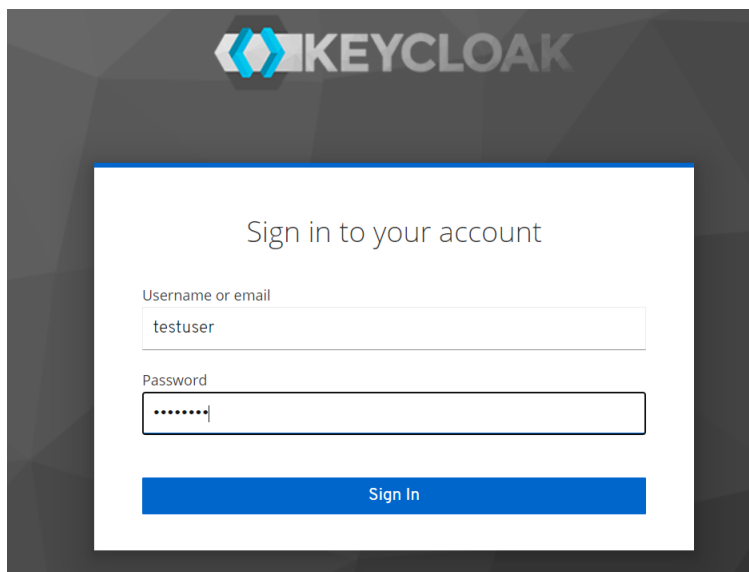 KEYCLOAK
Sign in to your account
Username or email
testuser
Password
••••••••
Sign In